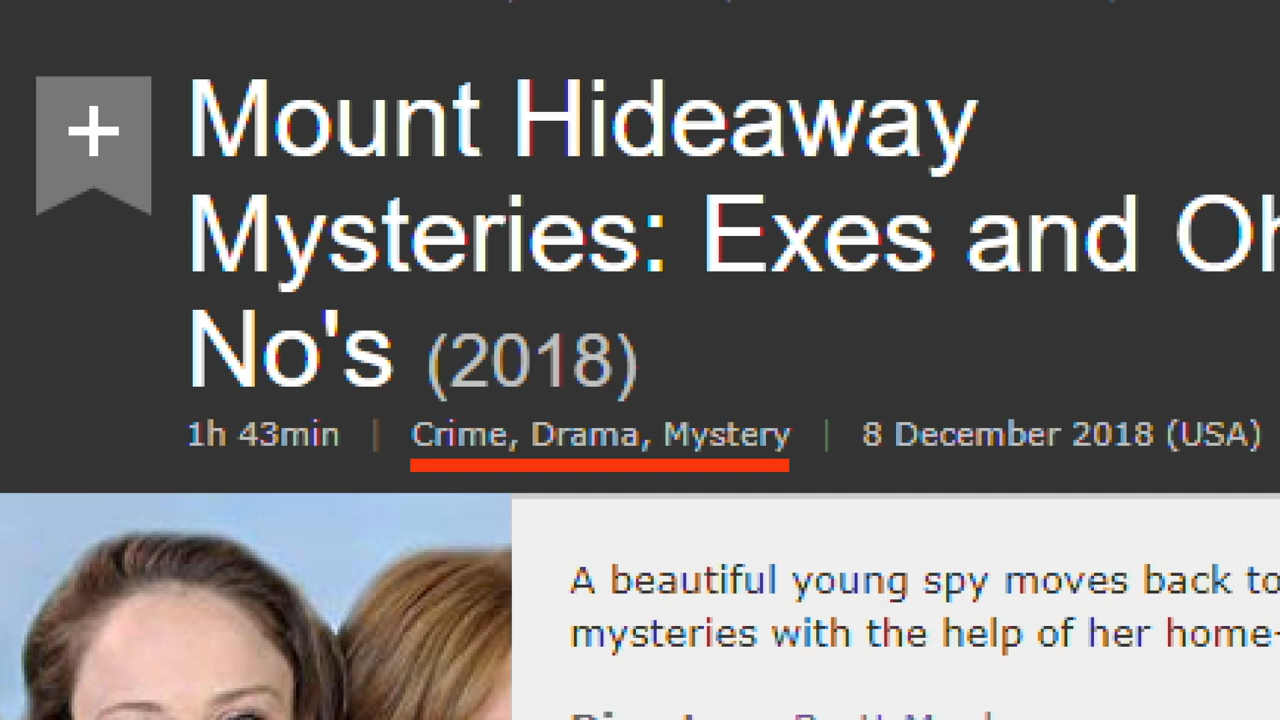 Mount Hideaway
Mysteries: Exes and Oh
No's (2018)
1h 43min | Crime, Drama, Mystery | 8 December 2018 (USA)
A beautiful young spy moves back to
mysteries with the help of her home-